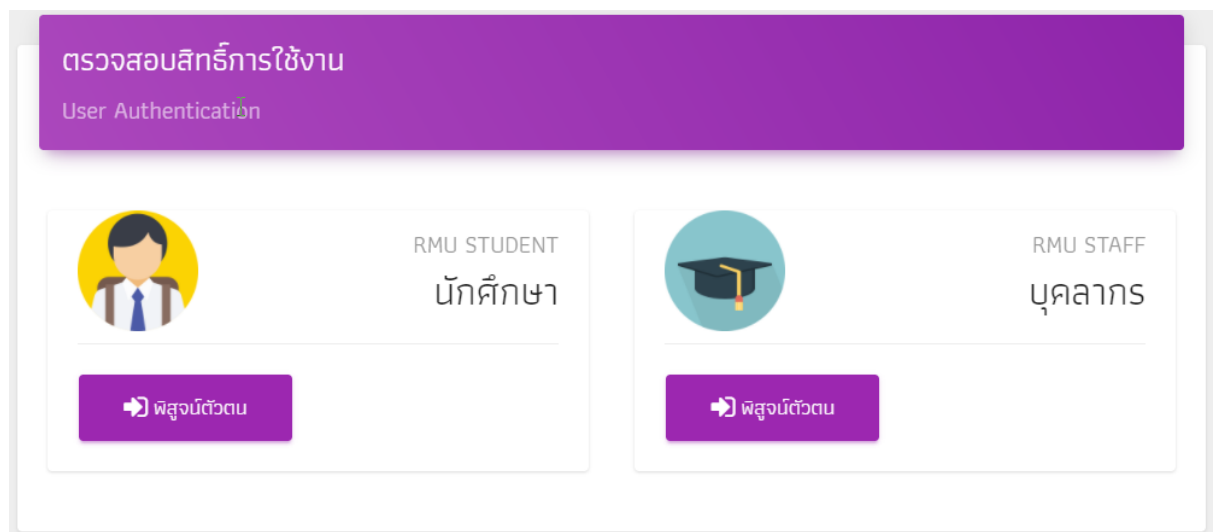 ตรวจสอบสิทธิ์การใช้งาน
User Authentication
RMU STUDENT
นักศึกษา
พิสูจน์ตัวตน
RMU STAFF
บุคลากร
พิสูจน์ตัวตน